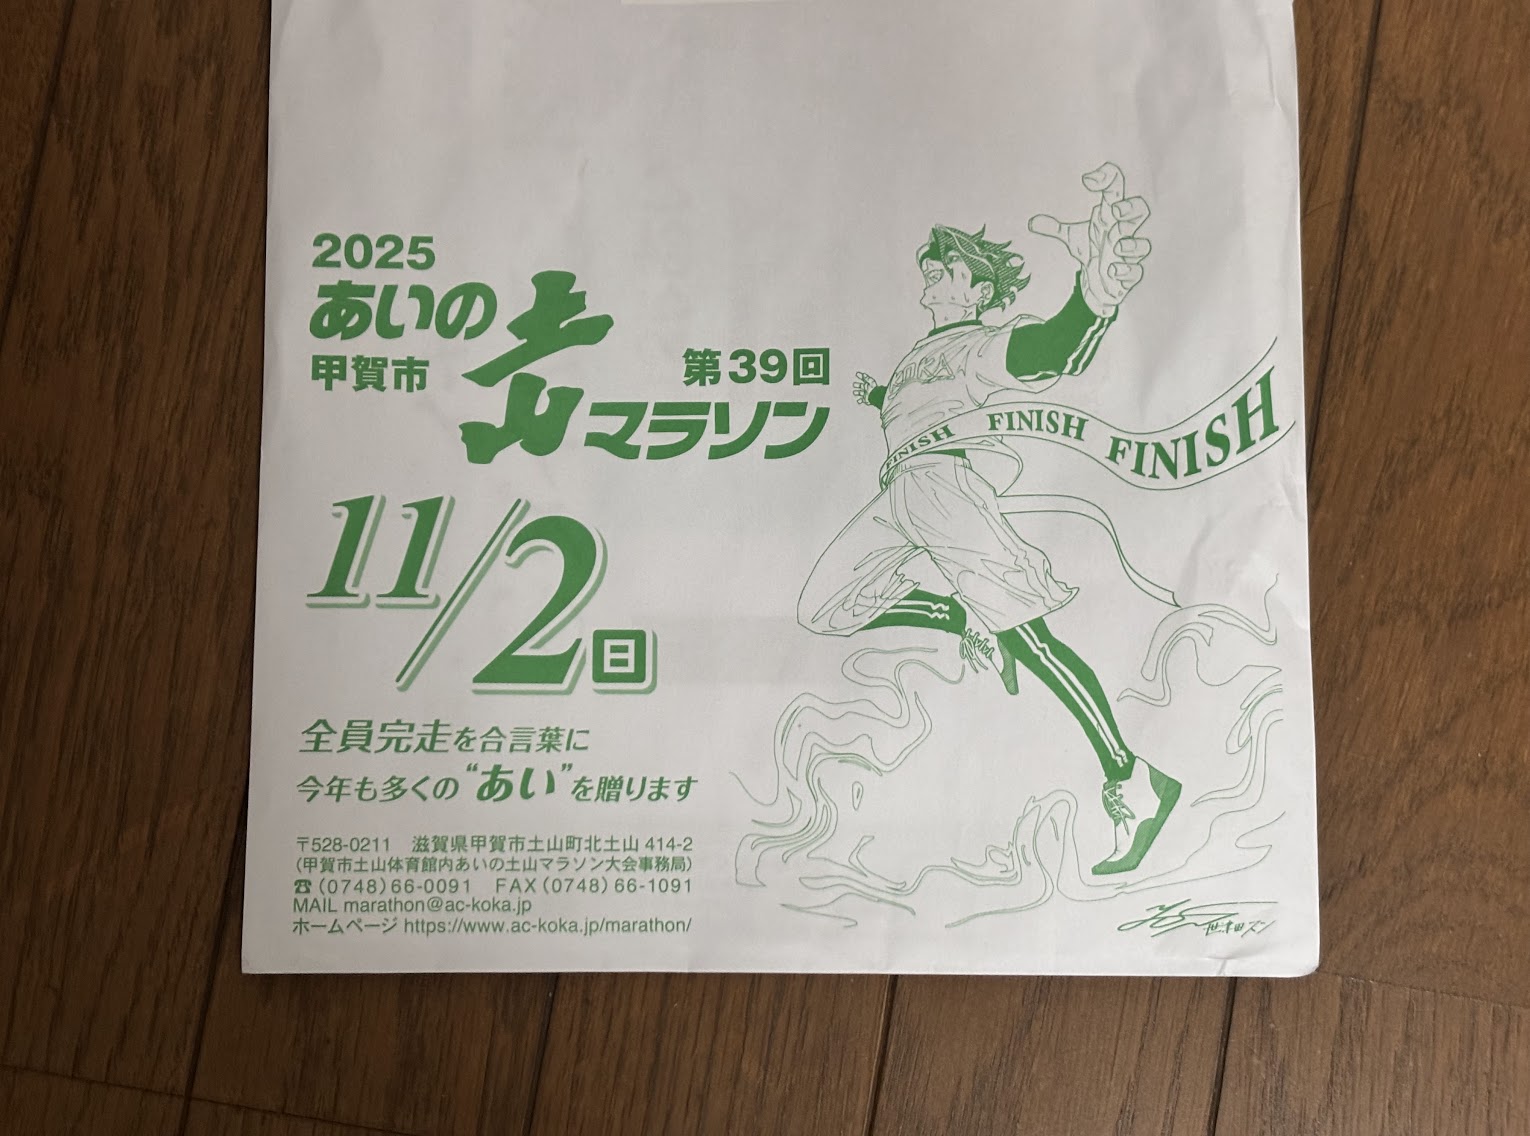 2025
あいの
甲賀市
土山マラソン
第39回
11/2 日
全員完走を合言葉に
今年も多くの“あい”を贈ります
〒528-0211 滋賀県甲賀市土山町北土山 414-2
(甲賀市土山体育館内あいの土山マラソン大会事務局)
☎(0748)66-0091 FAX(0748)66-1091
MAIL marathon@ac-koka.jp
ホームページ https://www.ac-koka.jp/marathon/
KOKA
FINISH FINISH FINISH